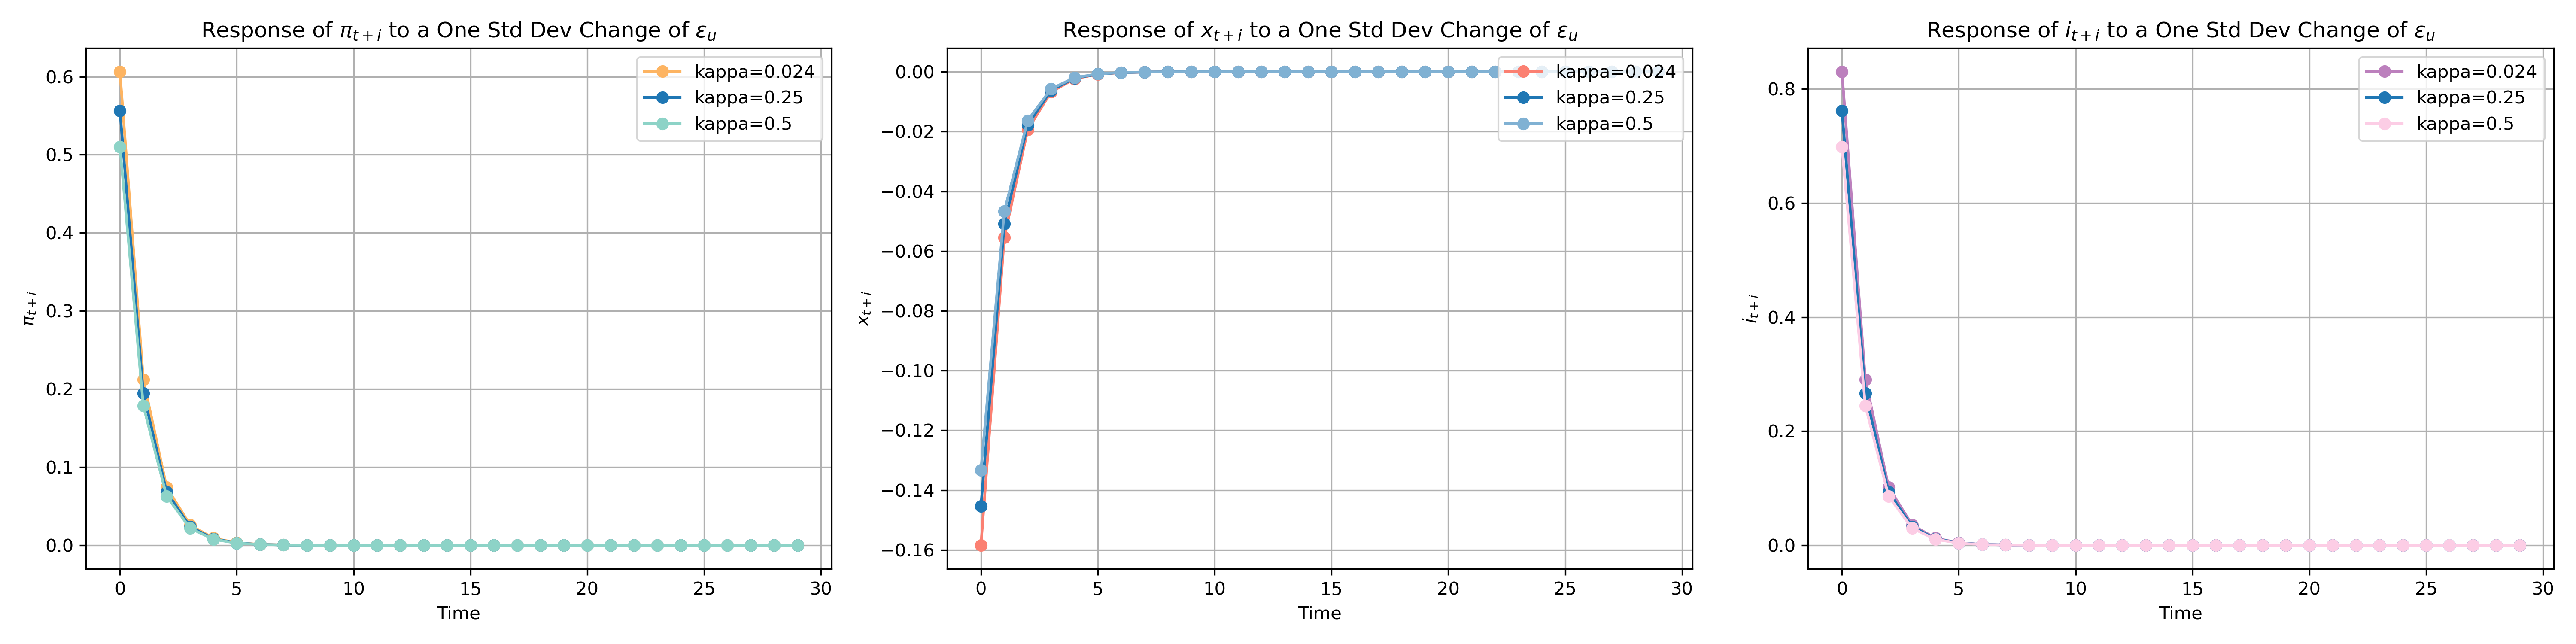 Response of π_{t+i} to a One Std Dev Change of ε_u
kappa=0.024
kappa=0.25
kappa=0.5
0.6
0.5
0.4
0.3
0.2
0.1
0.0
π_{t+i}
0 5 10 15 20 25 30
Time
Response of x_{t+i} to a One Std Dev Change of ε_u
kappa=0.024
kappa=0.25
kappa=0.5
0.00
−0.02
−0.04
−0.06
−0.08
−0.10
−0.12
−0.14
−0.16
x_{t+i}
0 5 10 15 20 25 30
Time
Response of i_{t+i} to a One Std Dev Change of ε_u
kappa=0.024
kappa=0.25
kappa=0.5
0.8
0.6
0.4
0.2
0.0
i_{t+i}
0 5 10 15 20 25 30
Time